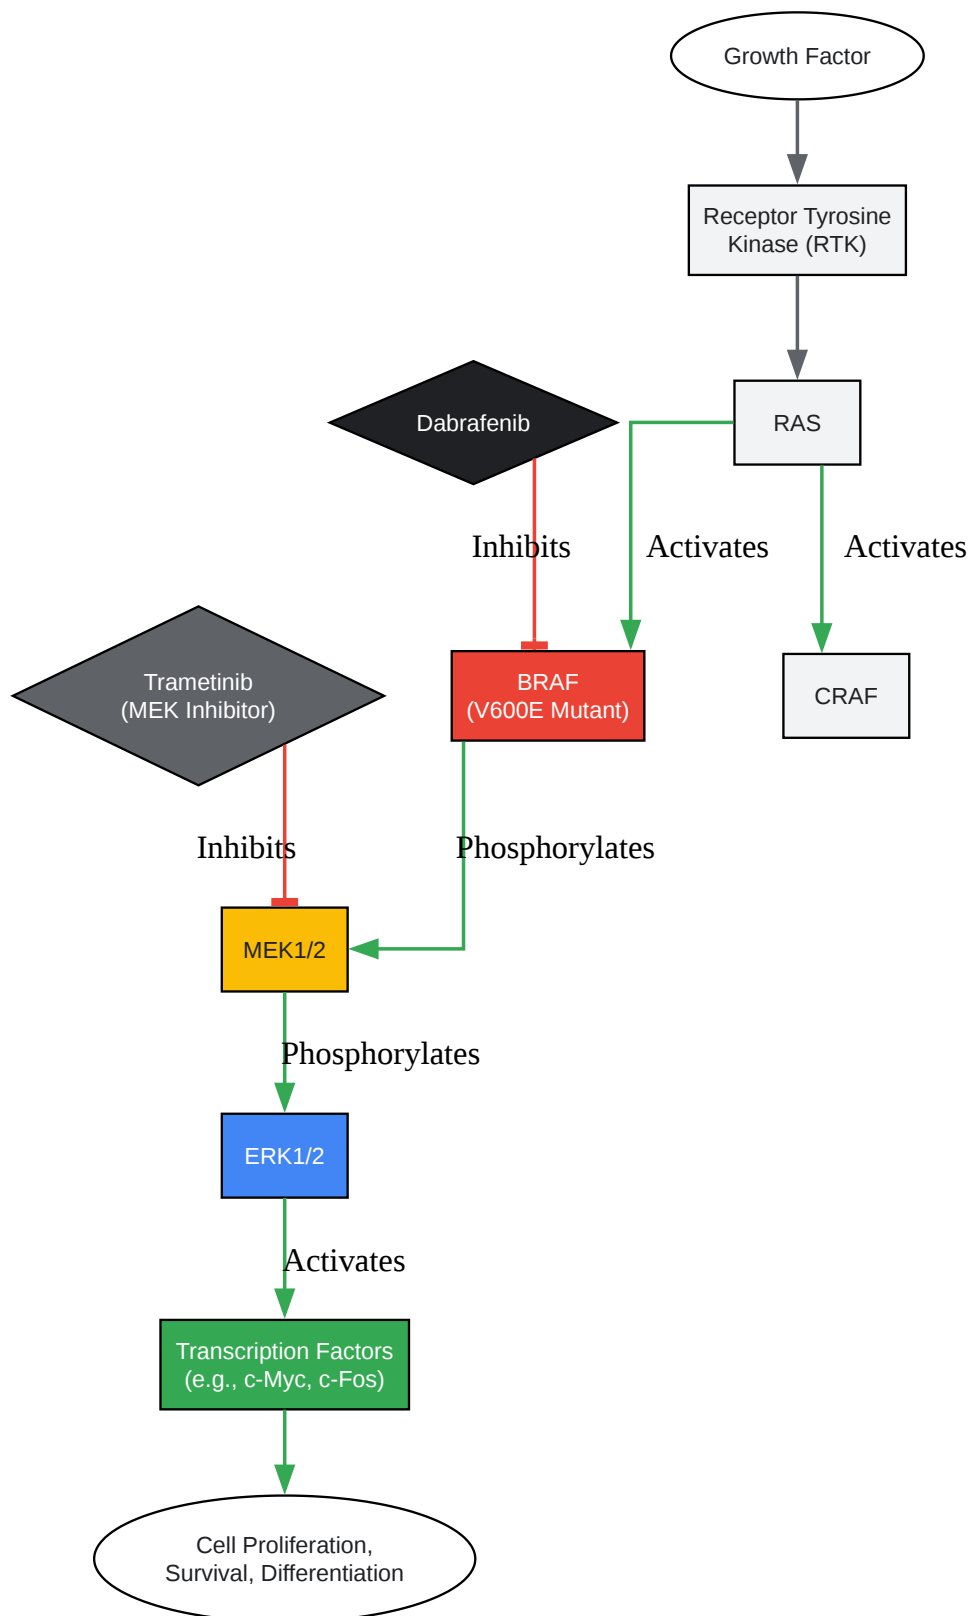 Growth Factor
Receptor Tyrosine
Kinase (RTK)
Dabrafenib
RAS
Inhibits
Activates
Activates
Trametinib
(MEK Inhibitor)
BRAF
(V600E Mutant)
CRAF
Inhibits
Phosphorylates
MEK1/2
Phosphorylates
ERK1/2
Activates
Transcription Factors
(e.g., c-Myc, c-Fos)
Cell Proliferation,
Survival, Differentiation